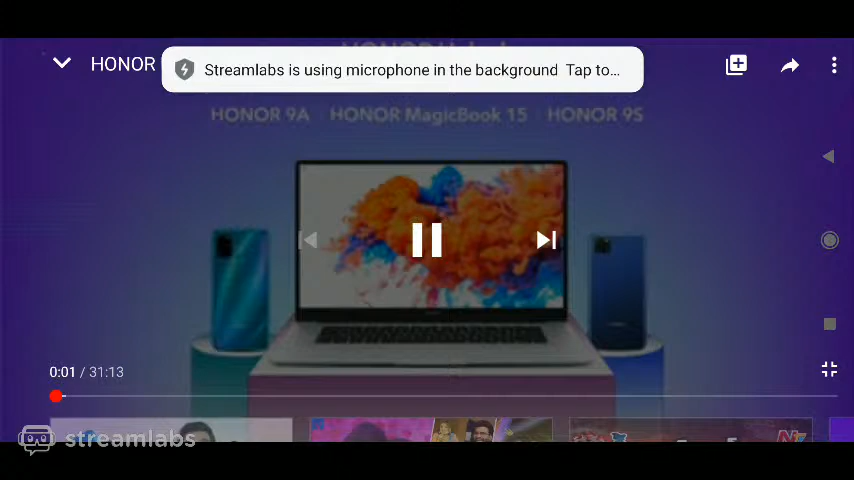 HONOR
Streamlabs is using microphone in the background Tap to...
HONOR 9A HONOR MagicBook 15 HONOR 9S
0:01 / 31:13
streamlabs